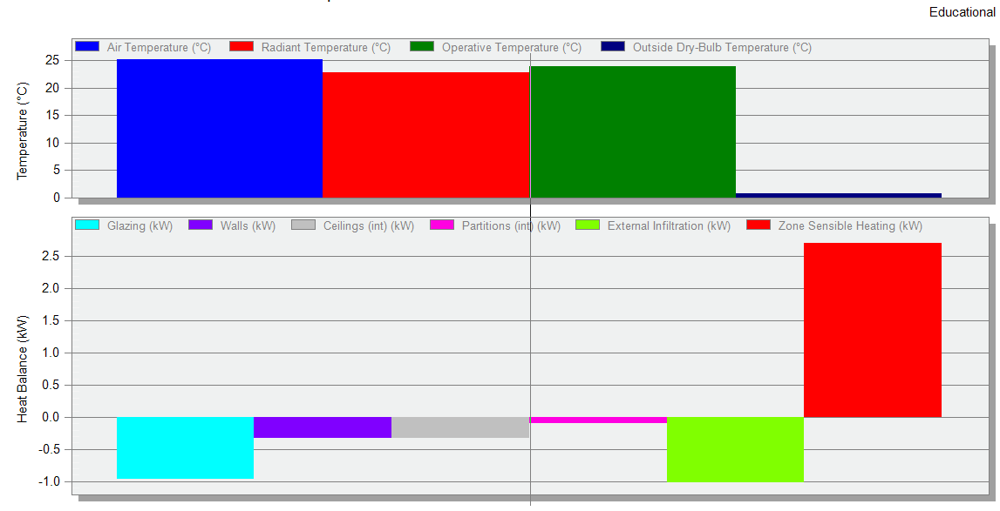 Educational
Air Temperature (°C) Radiant Temperature (°C) Operative Temperature (°C) Outside Dry-Bulb Temperature (°C)
Temperature (°C)
25
20
15
10
5
0
Glazing (kW) Walls (kW) Ceilings (int) (kW) Partitions (int) (kW) External Infiltration (kW) Zone Sensible Heating (kW)
Heat Balance (kW)
2.5
2.0
1.5
1.0
0.5
0.0
-0.5
-1.0